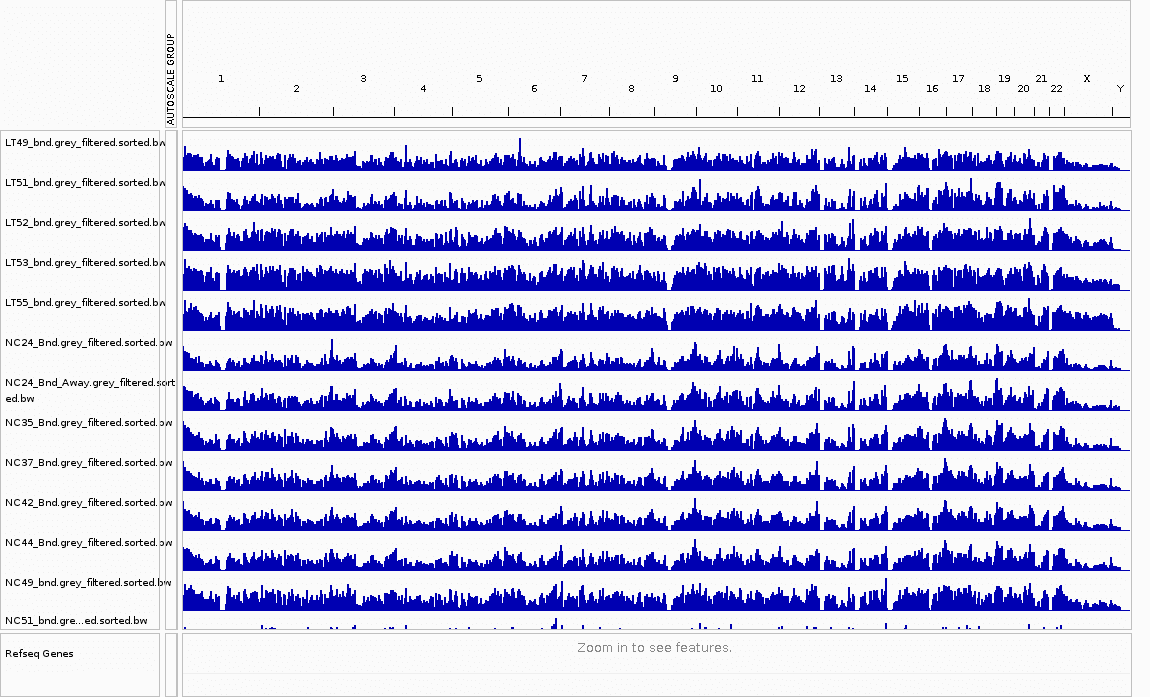 AUTOSCALE GROUP
1 2 3 4 5 6 7 8 9 10 11 12 13 14 15 16 17 18 19 20 21 22 X Y
LT49_bnd.grey_filtered.sorted.bw
LT51_bnd.grey_filtered.sorted.bw
LT52_bnd.grey_filtered.sorted.bw
LT53_bnd.grey_filtered.sorted.bw
LT55_bnd.grey_filtered.sorted.bw
NC24_Bnd.grey_filtered.sorted.bw
NC24_Bnd_Away.grey_filtered.sort
ed.bw
NC35_Bnd.grey_filtered.sorted.bw
NC37_Bnd.grey_filtered.sorted.bw
NC42_Bnd.grey_filtered.sorted.bw
NC44_Bnd.grey_filtered.sorted.bw
NC49_bnd.grey_filtered.sorted.bw
NC51_bnd.gre...ed.sorted.bw
Refseq Genes
Zoom in to see features.